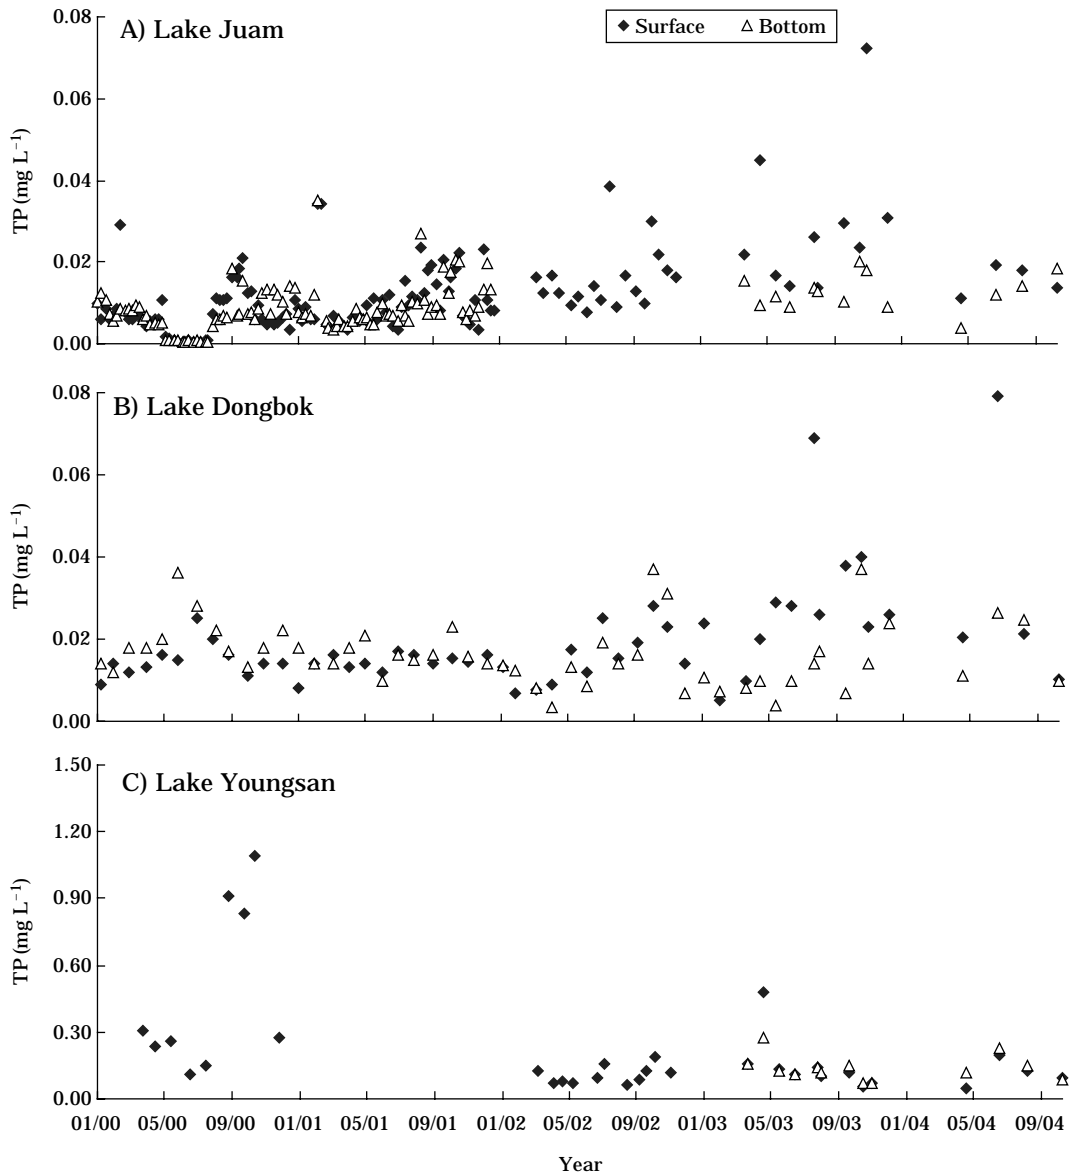 A) Lake Juam
Surface Bottom
0.08
0.06
0.04
0.02
0.00
TP (mg L⁻¹)
B) Lake Dongbok
0.08
0.06
0.04
0.02
0.00
TP (mg L⁻¹)
C) Lake Youngsan
1.50
1.20
0.90
0.60
0.30
0.00
TP (mg L⁻¹)
01/00 05/00 09/00 01/01 05/01 09/01 01/02 05/02 09/02 01/03 05/03 09/03 01/04 05/04 09/04
Year